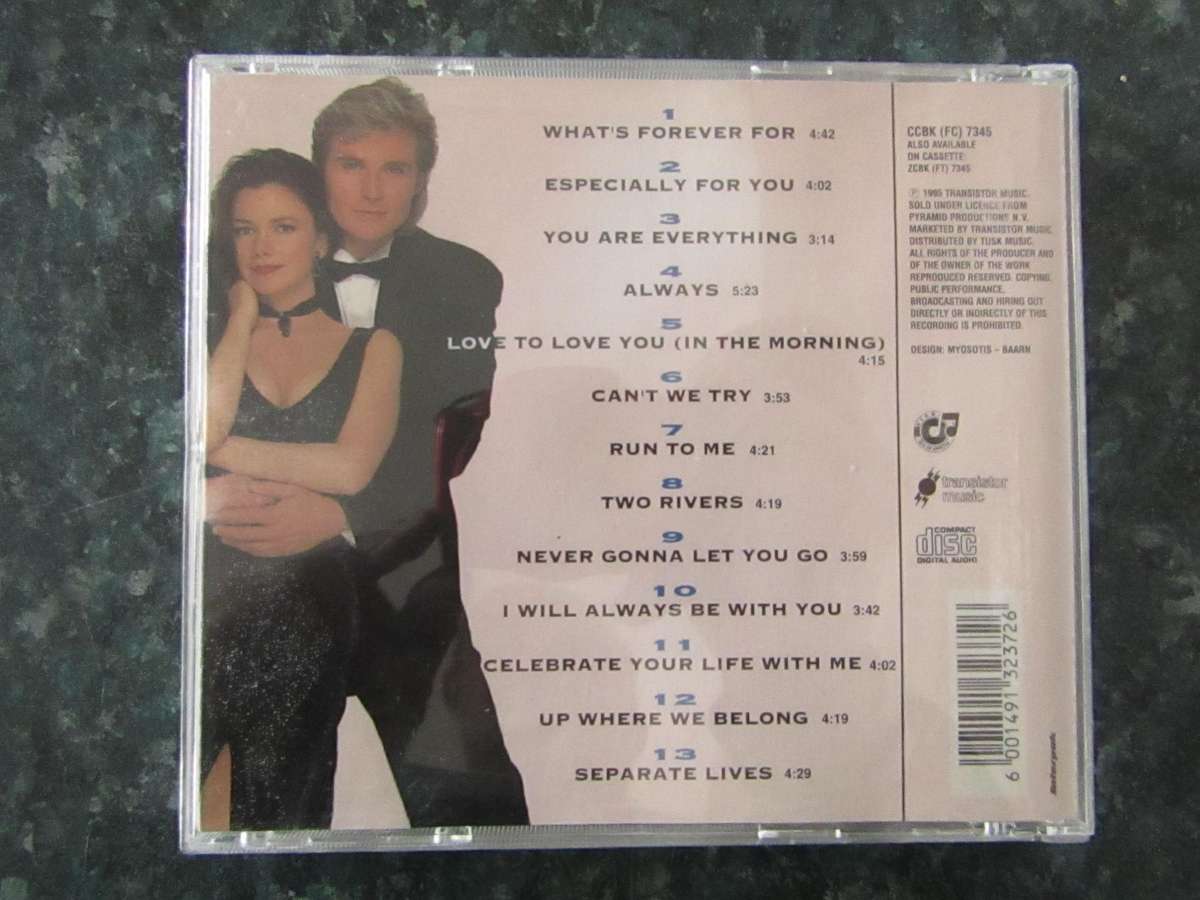 1
WHAT'S FOREVER FOR 4:42
2
ESPECIALLY FOR YOU 4:02
3
YOU ARE EVERYTHING 3:14
4
ALWAYS 5:23
5
LOVE TO LOVE YOU (IN THE MORNING)
4:15
6
CAN'T WE TRY 3:53
7
RUN TO ME 4:21
8
TWO RIVERS 4:19
9
NEVER GONNA LET YOU GO 3:59
10
I WILL ALWAYS BE WITH YOU 3:42
11
CELEBRATE YOUR LIFE WITH ME 4:02
12
UP WHERE WE BELONG 4:19
13
SEPARATE LIVES 4:29
CCBK (FC) 7345
ALSO AVAILABLE
ON CASSETTE:
ZCBK (FT) 7345
℗ 1995 TRANSISTOR MUSIC.
SOLD UNDER LICENCE FROM
PYRAMID PRODUCTIONS N.V.
MARKETED BY TRANSISTOR MUSIC
DISTRIBUTED BY TUSK MUSIC.
ALL RIGHTS OF THE PRODUCER AND
OF THE OWNER OF THE WORK
REPRODUCED RESERVED. COPYING,
PUBLIC PERFORMANCE,
BROADCASTING AND HIRING OUT
DIRECTLY OR INDIRECTLY OF THIS
RECORDING IS PROHIBITED.
DESIGN: MYOSOTIS - BAARN
transistor
music
COMPACT
disc
DIGITAL AUDIO
6 001491 323726